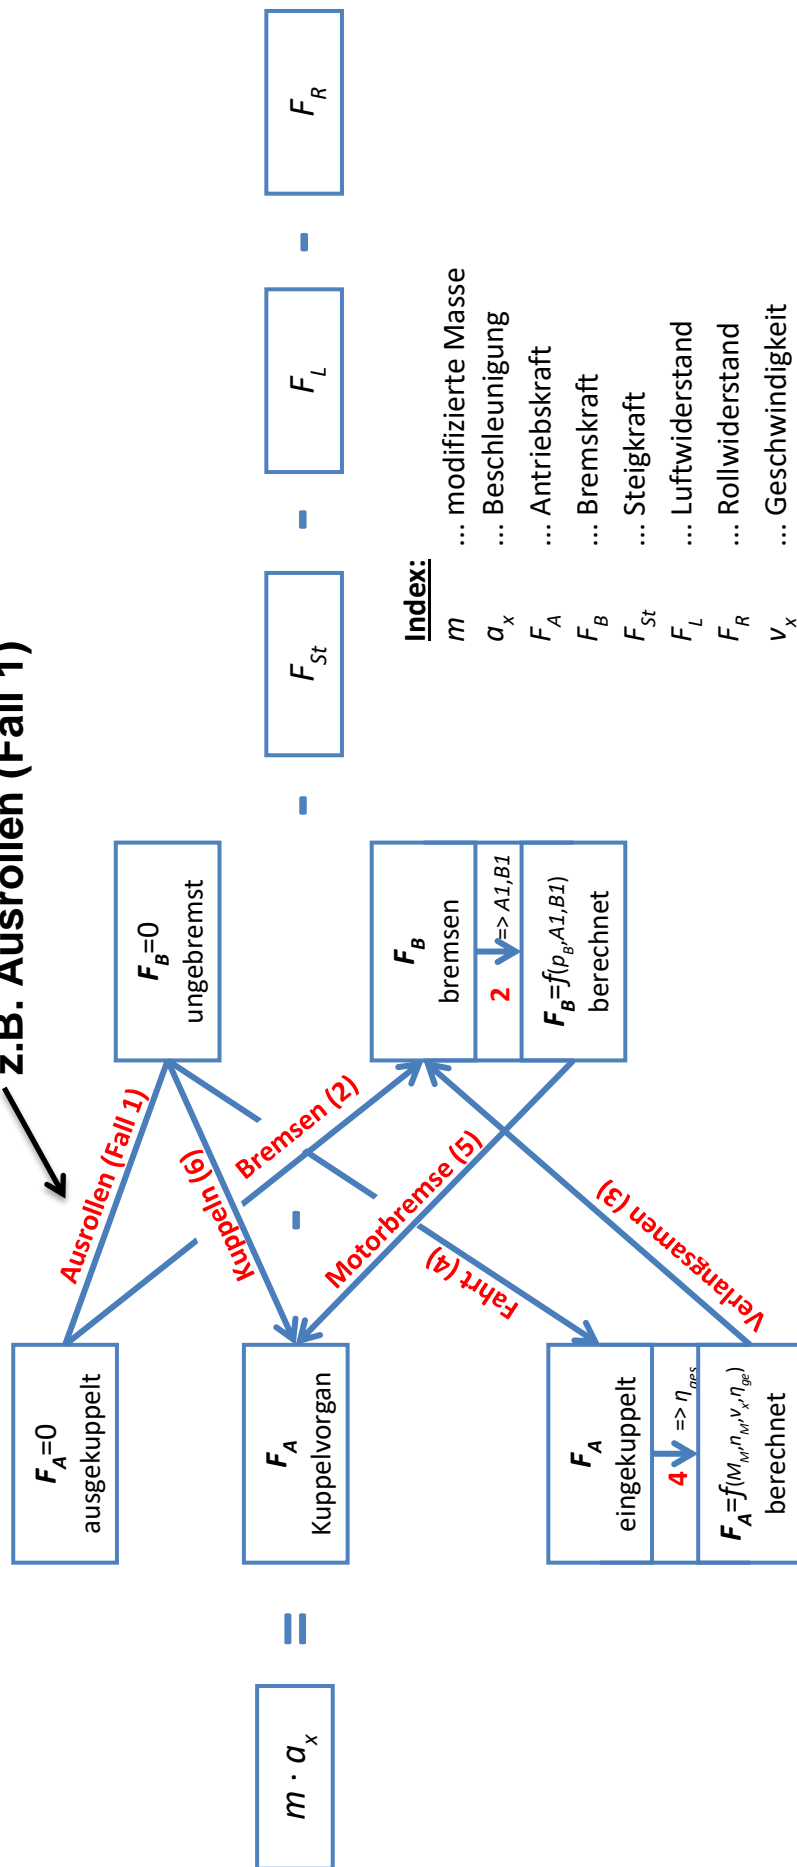 z.B. Ausrollen (Fall 1)
F_A=0
ausgekuppelt
Ausrollen (Fall 1)
F_B=0
ungebremst
m · a_x
=
F_A
Kuppelvorgan
Kuppeln (6)
-
Bremsen (2)
-
F_St
-
F_L
-
F_R
F_B
bremsen
2
=> A1,B1
F_B=f(p_B,A1,B1)
berechnet
Motorbremse (5)
Fahrt (4)
Verlangsamen (3)
F_A
eingekuppelt
4
=> η_ges
F_A=f(M_M,n_M,v_x,η_ge)
berechnet
Index:
m ... modifizierte Masse
a_x ... Beschleunigung
F_A ... Antriebskraft
F_B ... Bremskraft
F_St ... Steigkraft
F_L ... Luftwiderstand
F_R ... Rollwiderstand
v_x ... Geschwindigkeit